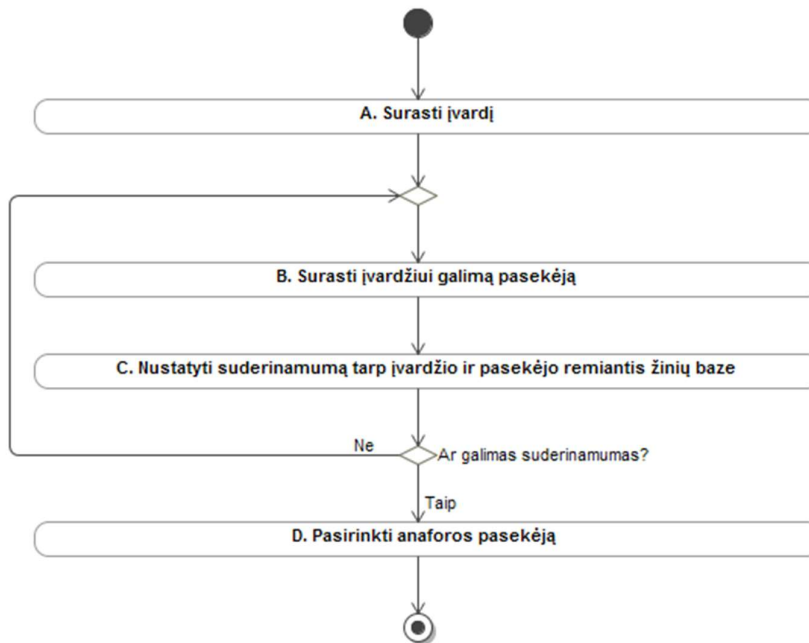 A. Surasti įvardį
B. Surasti įvardžiui galimą pasekėją
C. Nustatyti suderinamumą tarp įvardžio ir pasekėjo remiantis žinių baze
Ne
Ar galimas suderinamumas?
Taip
D. Pasirinkti anaforos pasekėją